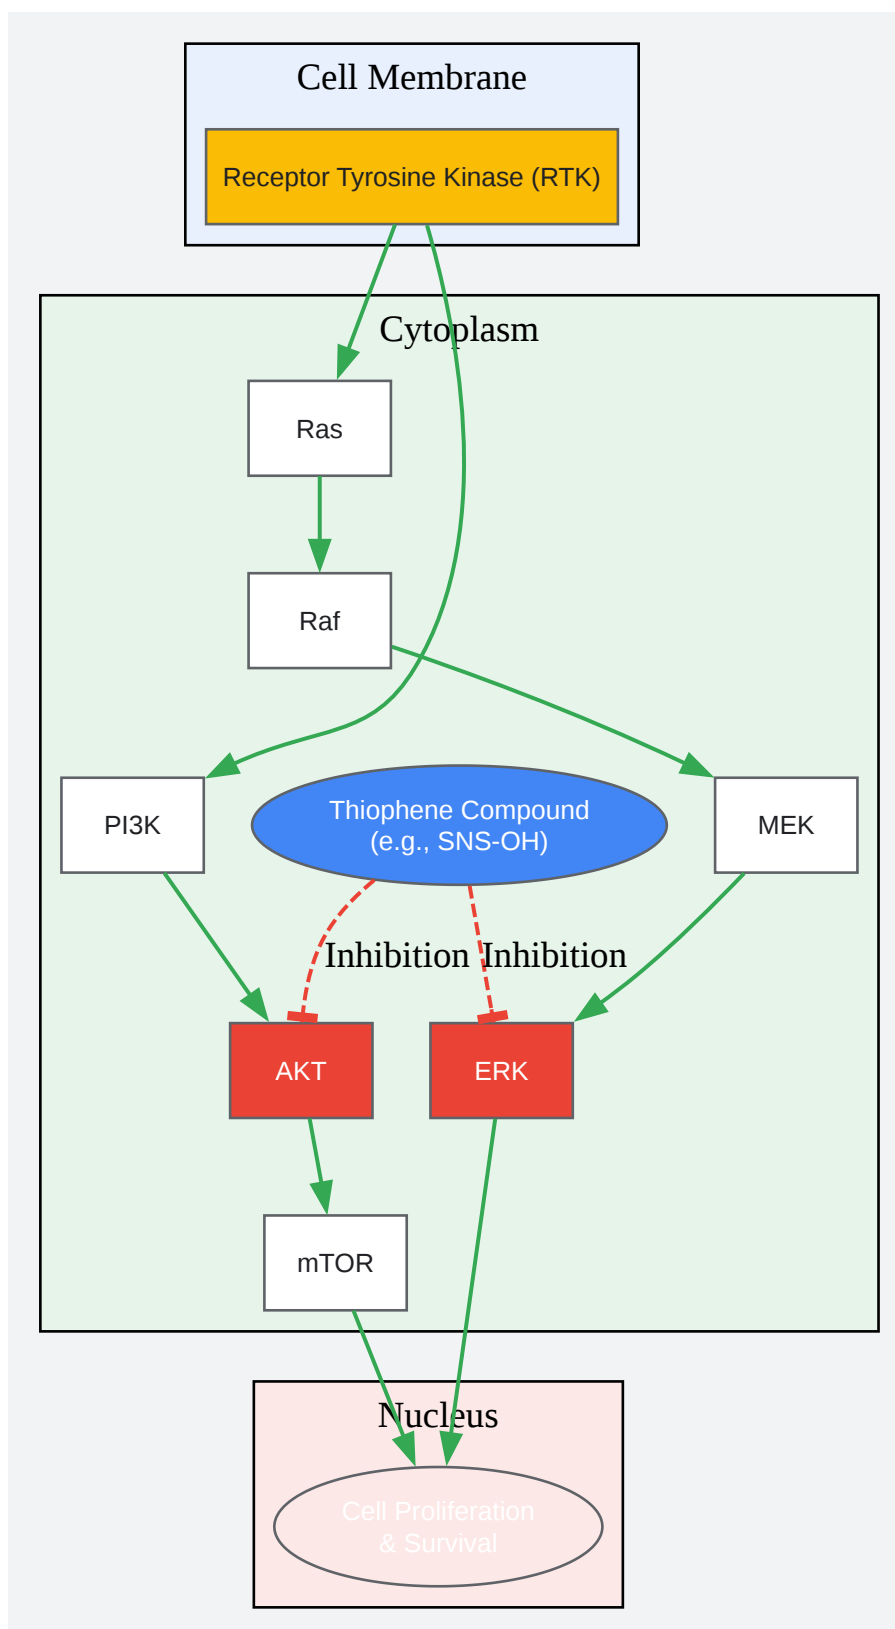 Cell Membrane
Receptor Tyrosine Kinase (RTK)
Cytoplasm
Ras
Raf
PI3K
Thiophene Compound
(e.g., SNS-OH)
MEK
Inhibition
Inhibition
AKT
ERK
mTOR
Nucleus
Cell Proliferation
& Survival